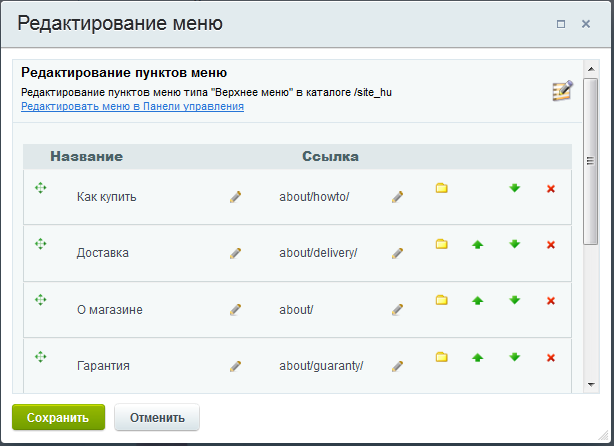 Редактирование меню
Редактирование пунктов меню
Редактирование пунктов меню типа "Верхнее меню" в каталоге /site_hu
Редактировать меню в Панели управления
Название Ссылка
Как купить about/howto/
Доставка about/delivery/
О магазине about/
Гарантия about/guaranty/
Сохранить Отменить